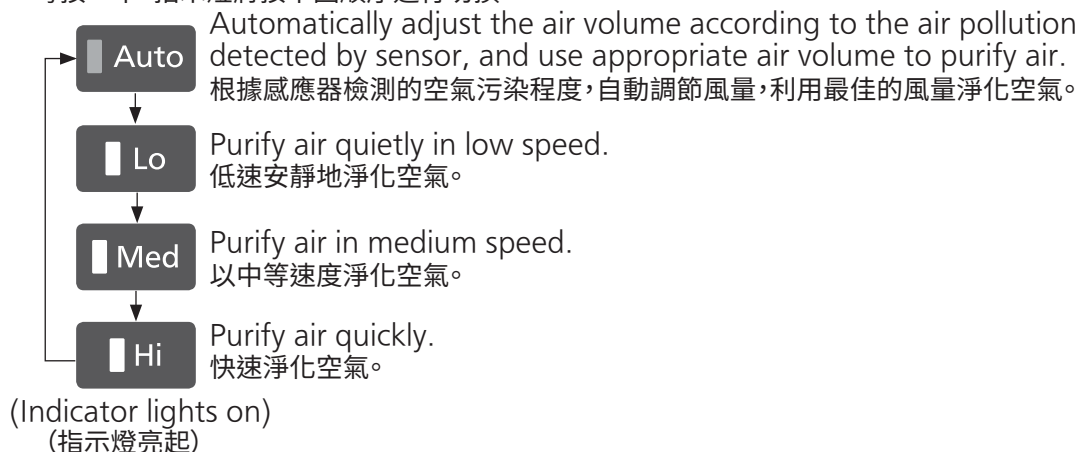 Automatically adjust the air volume according to the air pollution
Auto detected by sensor, and use appropriate air volume to purify air.
根據感應器檢測的空氣污染程度，自動調節風量，利用最佳的風量淨化空氣。
Lo Purify air quietly in low speed.
低速安靜地淨化空氣。
Med Purify air in medium speed.
以中等速度淨化空氣。
Hi Purify air quickly.
快速淨化空氣。
(Indicator lights on)
（指示燈亮起）